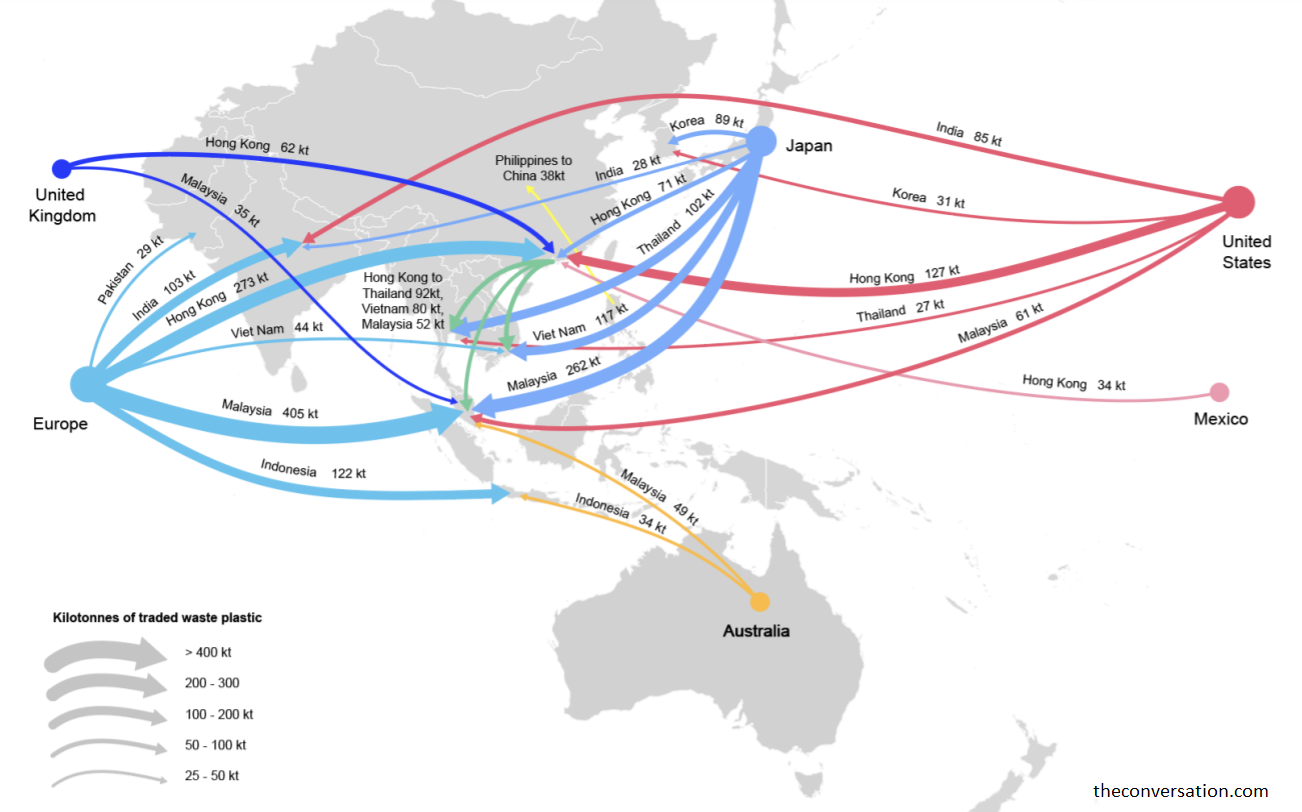 Korea 89 kt
Japan
India 85 kt
Hong Kong 62 kt
Philippines to
China 38kt
India 28 kt
United
Kingdom
Malaysia 35 kt
Hong Kong 71 kt
Korea 31 kt
Thailand 102 kt
United
States
Pakistan 29 kt
India 103 kt
Hong Kong 273 kt
Hong Kong to
Thailand 92kt,
Vietnam 80 kt,
Malaysia 52 kt
Hong Kong 127 kt
Thailand 27 kt
Viet Nam 44 kt
Viet Nam 117 kt
Malaysia 61 kt
Malaysia 262 kt
Hong Kong 34 kt
Mexico
Europe
Malaysia 405 kt
Indonesia 122 kt
Malaysia 49 kt
Indonesia 34 kt
Australia
Kilotonnes of traded waste plastic
> 400 kt
200 - 300
100 - 200 kt
50 - 100 kt
25 - 50 kt
theconversation.com